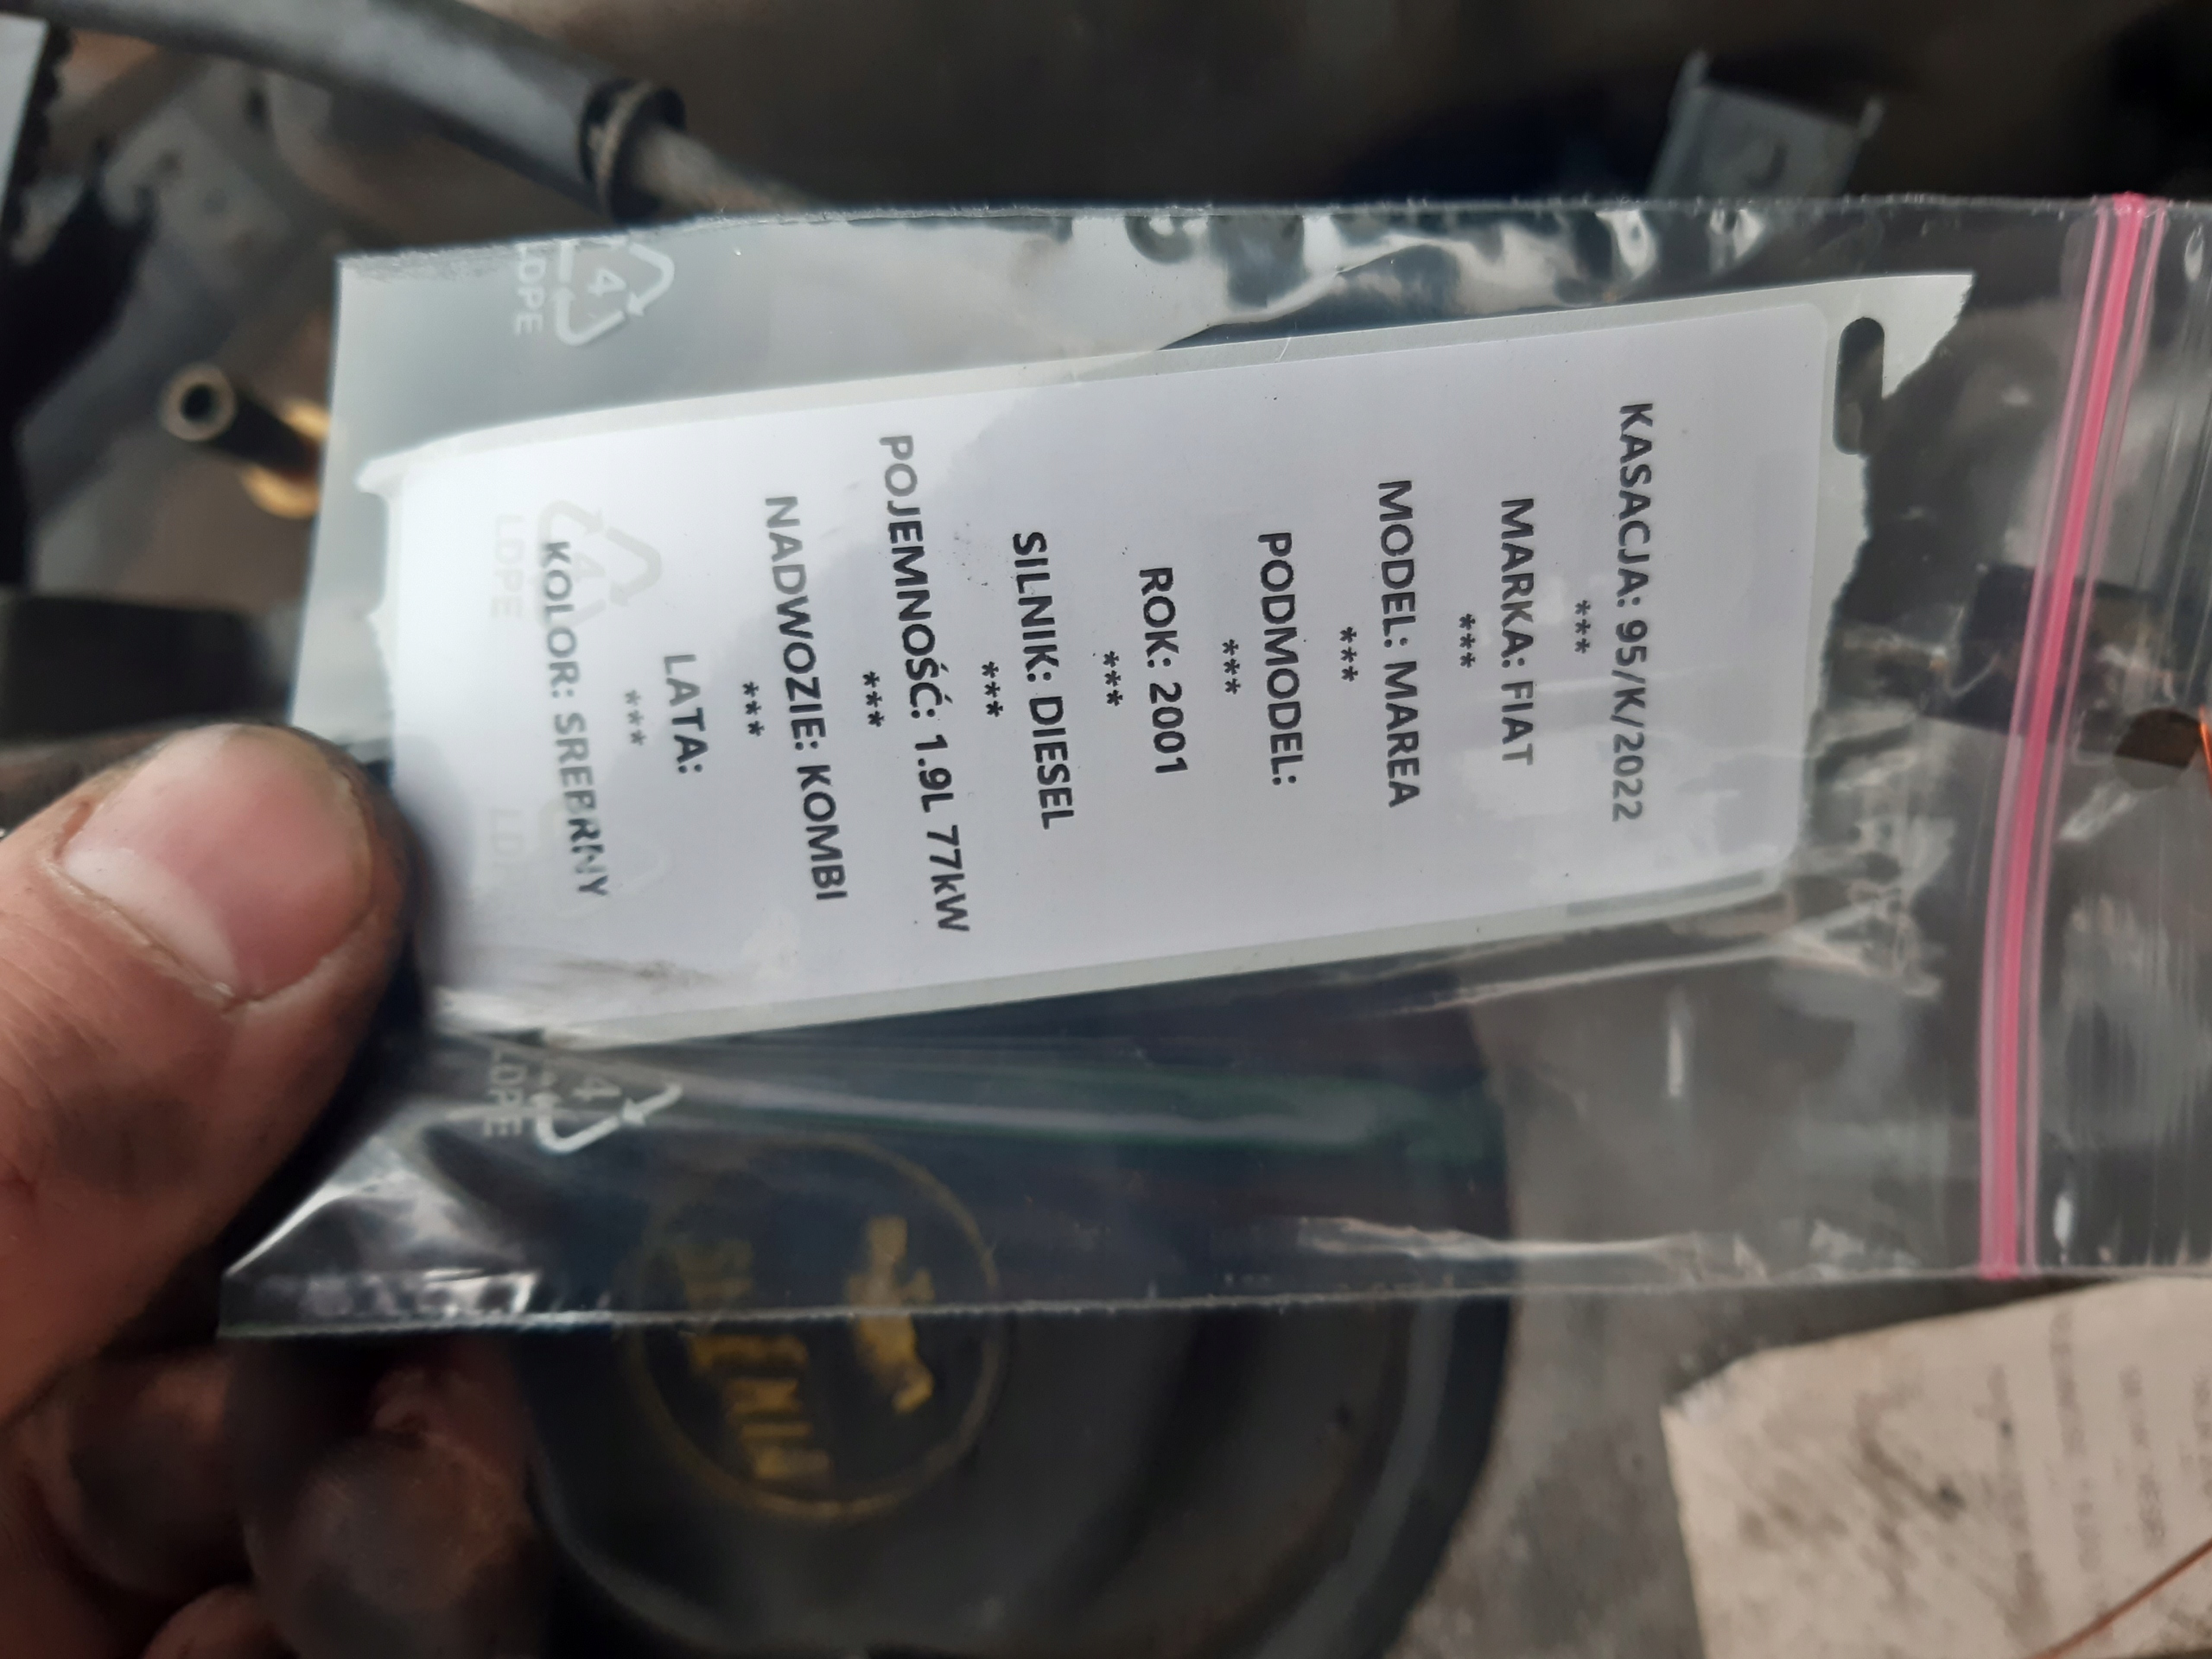 KASACJA: 95/K/2022
***
MARKA: FIAT
***
MODEL: MAREA
***
PODMODEL:
***
ROK: 2001
***
SILNIK: DIESEL
***
POJEMNOŚĆ: 1.9L 77kW
***
NADWOZIE: KOMBI
***
LATA:
***
KOLOR: SREBRNY
4
LDPE
4
LDPE
4
LDPE